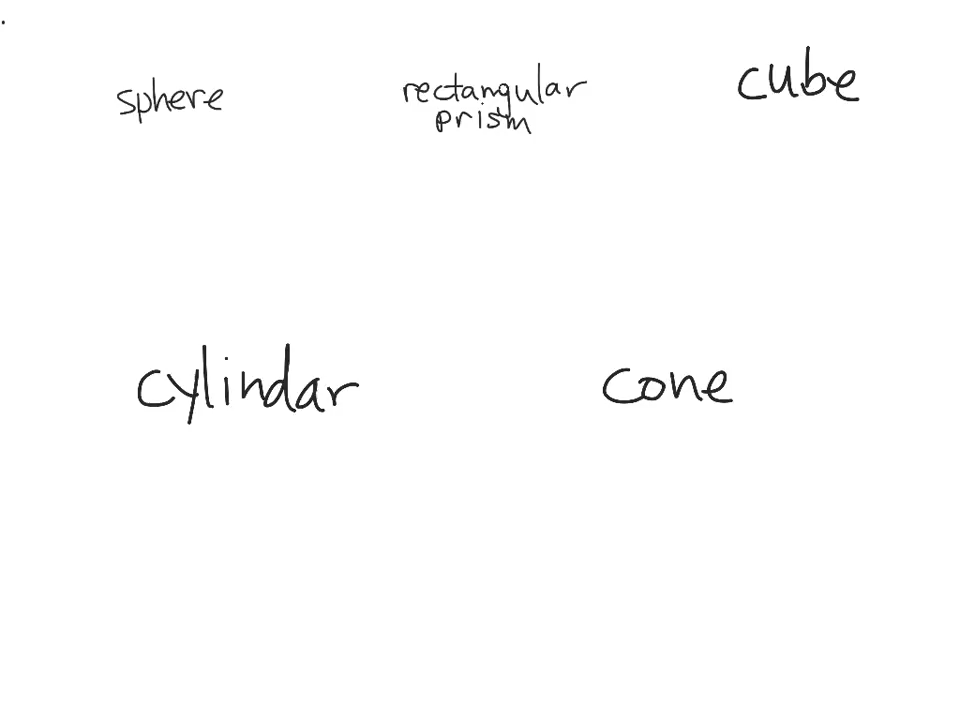 sphere
rectangular
prism
cube
cylindar
cone